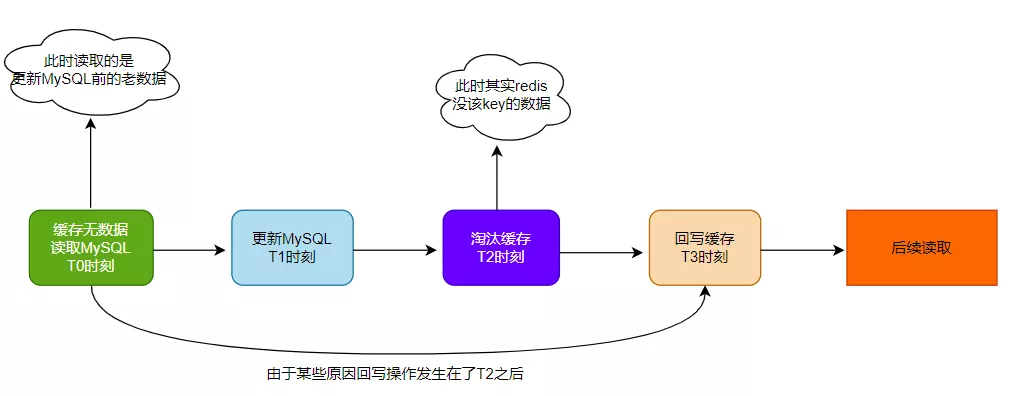 此时读取的是
更新MySQL前的老数据
此时其实redis
没该key的数据
缓存无数据
读取MySQL
T0时刻
更新MySQL
T1时刻
淘汰缓存
T2时刻
回写缓存
T3时刻
后续读取
由于某些原因回写操作发生在了T2之后